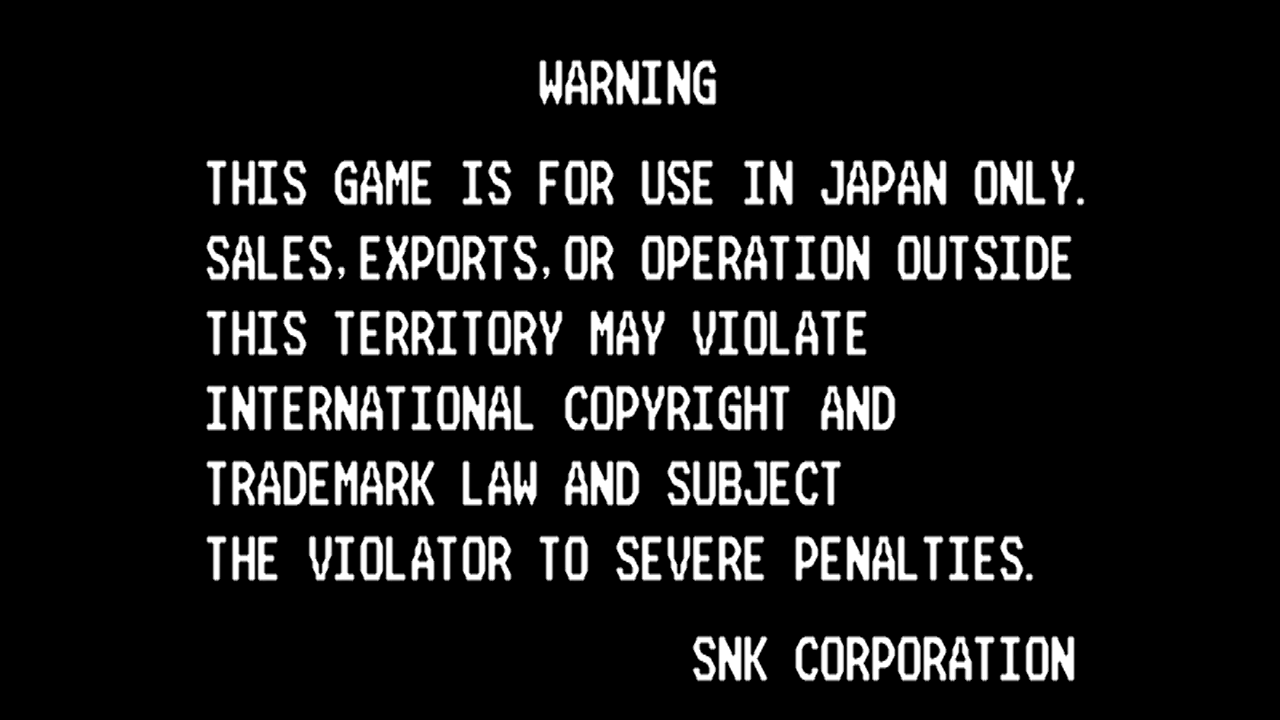 WARNING
THIS GAME IS FOR USE IN JAPAN ONLY.
SALES, EXPORTS, OR OPERATION OUTSIDE
THIS TERRITORY MAY VIOLATE
INTERNATIONAL COPYRIGHT AND
TRADEMARK LAW AND SUBJECT
THE VIOLATOR TO SEVERE PENALTIES.
SNK CORPORATION